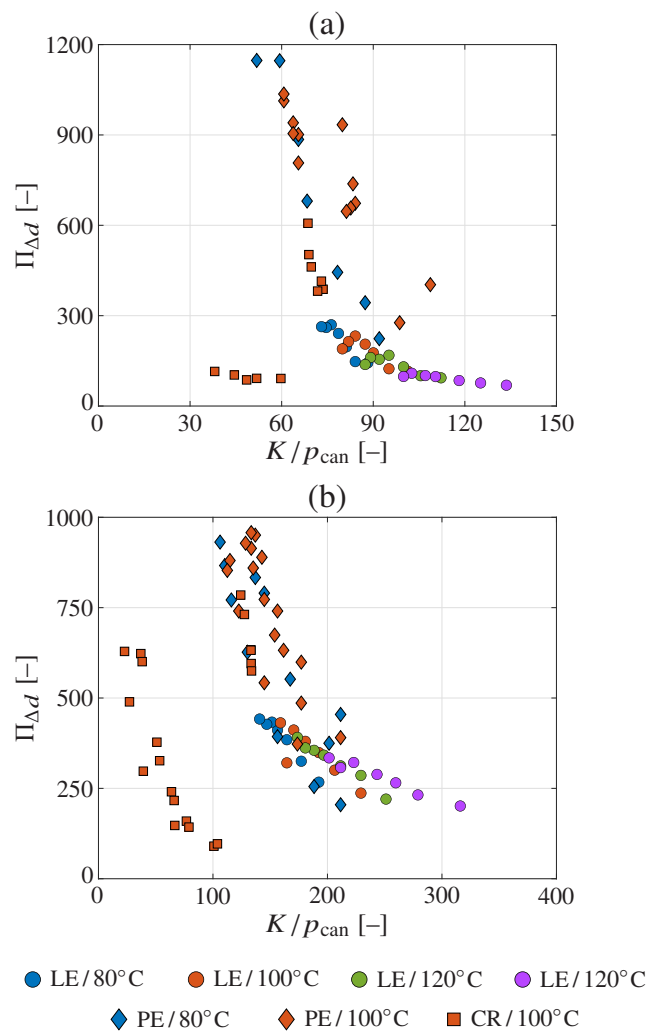 (a)
1200
900
600
300
0
Π_Δd [–]
0 30 60 90 120 150
K / p_can [–]
(b)
1000
750
500
250
0
Π_Δd [–]
0 100 200 300 400
K / p_can [–]
LE / 80°C LE / 100°C LE / 120°C LE / 120°C
PE / 80°C PE / 100°C CR / 100°C